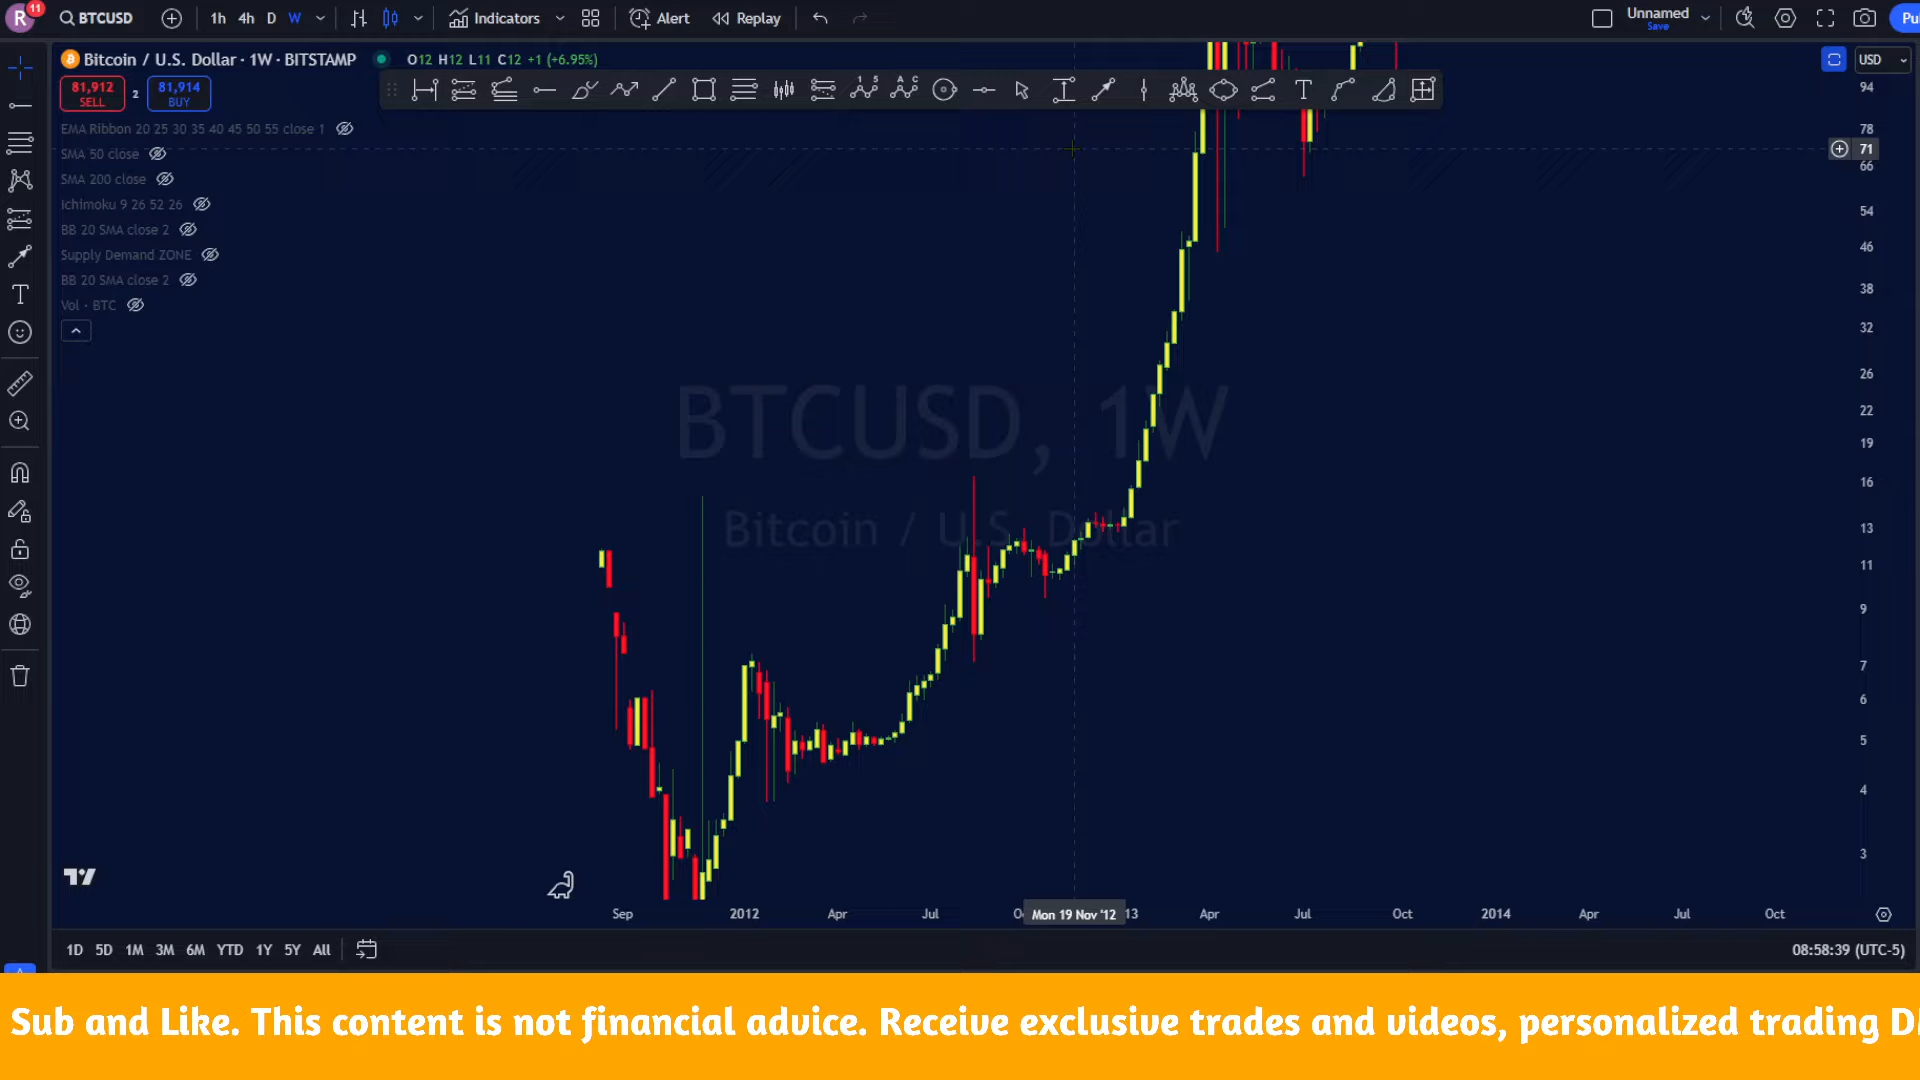 R
11
BTCUSD
1h 4h D W
Indicators
Alert
Replay
Unnamed
Save
Bitcoin / U.S. Dollar · 1W · BITSTAMP
O12 H12 L11 C12 +1 (+6.95%)
USD
81,912
SELL
2
81,914
BUY
EMA Ribbon 20 25 30 35 40 45 50 55 close 1
SMA 50 close
SMA 200 close
Ichimoku 9 26 52 26
BB 20 SMA close 2
Supply Demand ZONE
BB 20 SMA close 2
Vol · BTC
BTCUSD, 1W
Bitcoin / U.S. Dollar
94
78
71
66
54
46
38
32
26
22
19
16
13
11
9
7
6
5
4
3
Sep 2012 Apr Jul Mon 19 Nov '12 13 Apr Jul Oct 2014 Apr Jul Oct
1D 5D 1M 3M 6M YTD 1Y 5Y All
08:58:39 (UTC-5)
Sub and Like. This content is not financial advice. Receive exclusive trades and videos, personalized trading